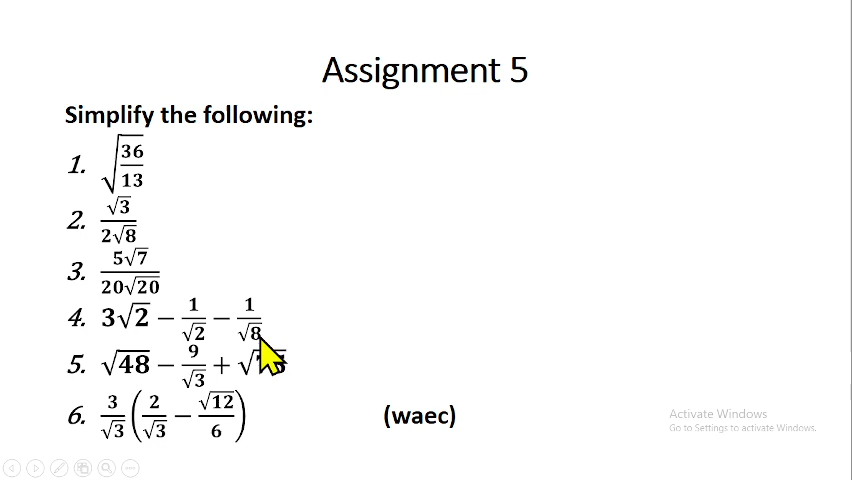 Assignment 5
Simplify the following:
1. √(36/13)
2. √3/(2√8)
3. 5√7/(20√20)
4. 3√2 − 1/√2 − 1/√8
5. √48 − 9/√3 + √
6. 3/√3 (2/√3 − √12/6) (waec)
Activate Windows
Go to Settings to activate Windows.